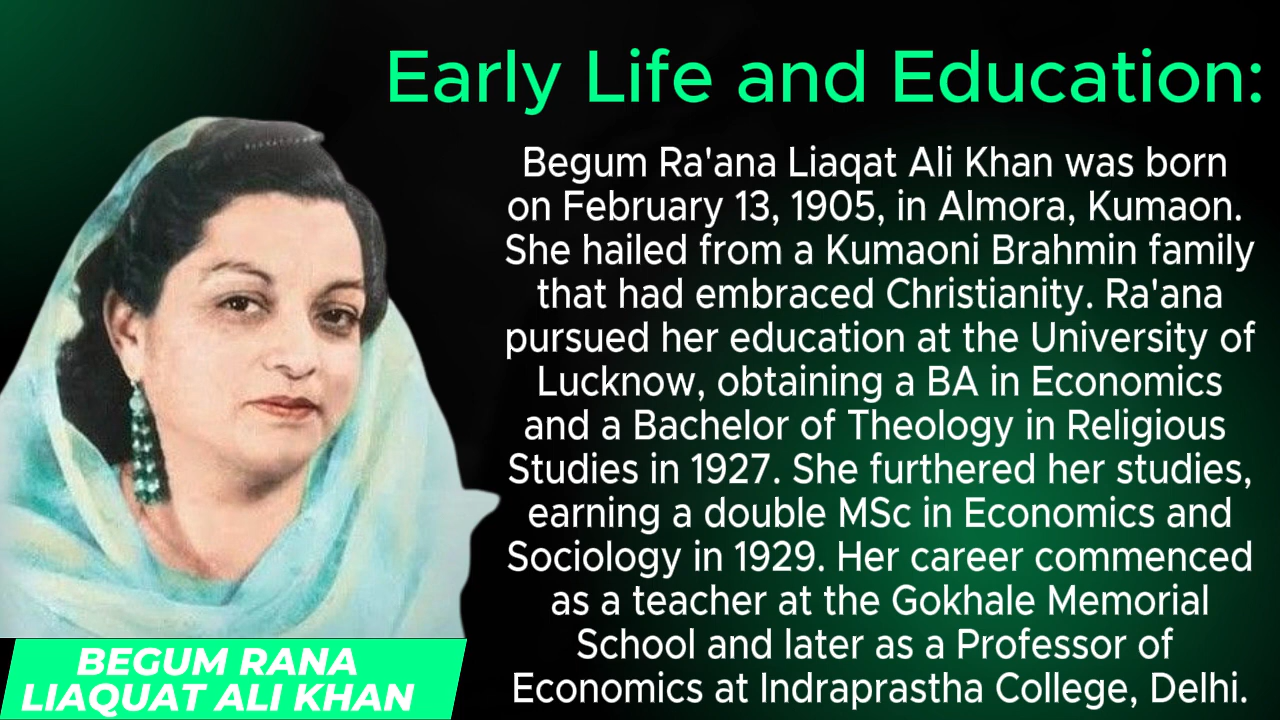 Early Life and Education:
Begum Ra'ana Liaqat Ali Khan was born
on February 13, 1905, in Almora, Kumaon.
She hailed from a Kumaoni Brahmin family
that had embraced Christianity. Ra'ana
pursued her education at the University of
Lucknow, obtaining a BA in Economics
and a Bachelor of Theology in Religious
Studies in 1927. She furthered her studies,
earning a double MSc in Economics and
Sociology in 1929. Her career commenced
as a teacher at the Gokhale Memorial
School and later as a Professor of
Economics at Indraprastha College, Delhi.
BEGUM RANA
LIAQUAT ALI KHAN